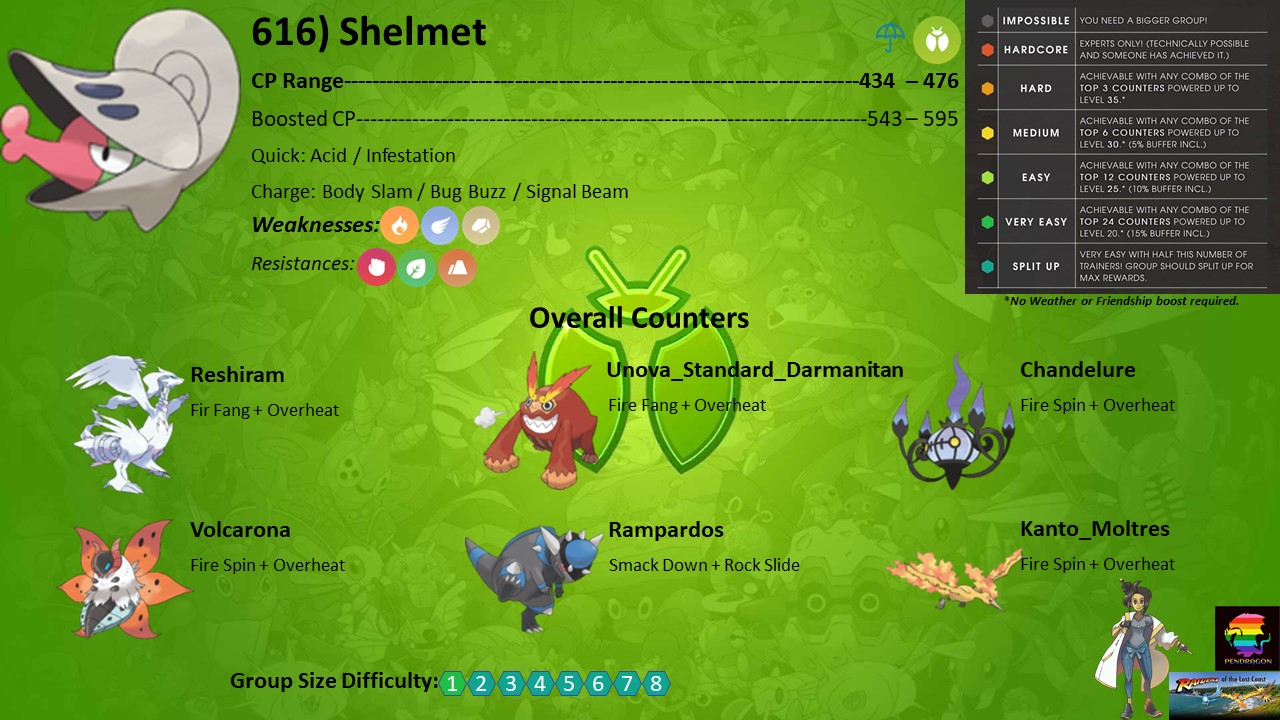 616) Shelmet
CP Range------------------------------------------------------------------------434 – 476
Boosted CP-------------------------------------------------------------------------543 – 595
Quick: Acid / Infestation
Charge: Body Slam / Bug Buzz / Signal Beam
Weaknesses:
Resistances:
IMPOSSIBLE YOU NEED A BIGGER GROUP!
HARDCORE EXPERTS ONLY! (TECHNICALLY POSSIBLE
AND SOMEONE HAS ACHIEVED IT.)
HARD ACHIEVABLE WITH ANY COMBO OF THE
TOP 3 COUNTERS POWERED UP TO
LEVEL 35.*
MEDIUM ACHIEVABLE WITH ANY COMBO OF THE
TOP 6 COUNTERS POWERED UP TO
LEVEL 30.* (5% BUFFER INCL.)
EASY ACHIEVABLE WITH ANY COMBO OF THE
TOP 12 COUNTERS POWERED UP TO
LEVEL 25.* (10% BUFFER INCL.)
VERY EASY ACHIEVABLE WITH ANY COMBO OF THE
TOP 24 COUNTERS POWERED UP TO
LEVEL 20.* (15% BUFFER INCL.)
SPLIT UP VERY EASY WITH HALF THIS NUMBER OF
TRAINERS! GROUP SHOULD SPLIT UP FOR
MAX REWARDS.
*No Weather or Friendship boost required.
Overall Counters
Reshiram
Fir Fang + Overheat
Unova_Standard_Darmanitan
Fire Fang + Overheat
Chandelure
Fire Spin + Overheat
Volcarona
Fire Spin + Overheat
Rampardos
Smack Down + Rock Slide
Kanto_Moltres
Fire Spin + Overheat
Group Size Difficulty: 1 2 3 4 5 6 7 8
PENDRAGON
RAIDERS of the Lost Coast